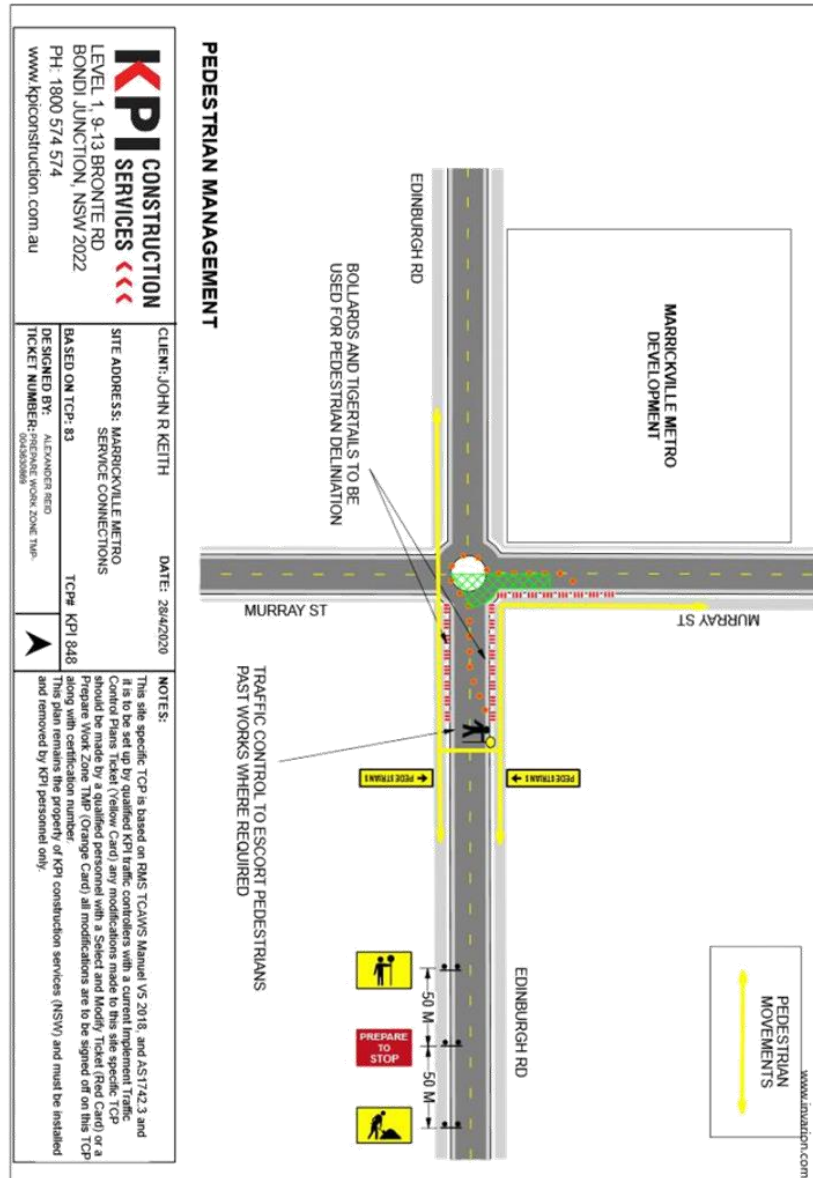 www.invarion.com
PEDESTRIAN
MOVEMENTS
MARRICKVILLE METRO
DEVELOPMENT
MURRAY ST
EDINBURGH RD
PEDESTRIANS
PEDESTRIANS
50 M
50 M
PREPARE
TO
STOP
MURRAY ST
EDINBURGH RD
BOLLARDS AND TIGERTAILS TO BE
USED FOR PEDESTRIAN DELINIATION
TRAFFIC CONTROL TO ESCORT PEDESTRIANS
PAST WORKS WHERE REQUIRED
PEDESTRIAN MANAGEMENT
KPI CONSTRUCTION
SERVICES
LEVEL 1, 9-13 BRONTE RD
BONDI JUNCTION, NSW 2022
PH: 1800 574 574
www.kpiconstruction.com.au
CLIENT: JOHN R KEITH
DATE: 28/4/2020
SITE ADDRESS: MARRICKVILLE METRO
SERVICE CONNECTIONS
BASED ON TCP: 83
TCP# KPI 848
DESIGNED BY: ALEXANDER REID
TICKET NUMBER: PREPARE WORK ZONE TMP-
0043630869
NOTES:
This site specific TCP is based on RMS TCAWS Manuel V5 2018, and AS1742.3 and
it is to be set up by qualified KPI traffic controllers with a current Implement Traffic
Control Plans Ticket (Yellow Card) any modifications made to this site specific TCP
should be made by a qualified personnel with a Select and Modify Ticket (Red Card) or a
Prepare Work Zone TMP (Orange Card) all modifications are to be signed off on this TCP
along with certification number.
This plan remains the property of KPI construction services (NSW) and must be installed
and removed by KPI personnel only.